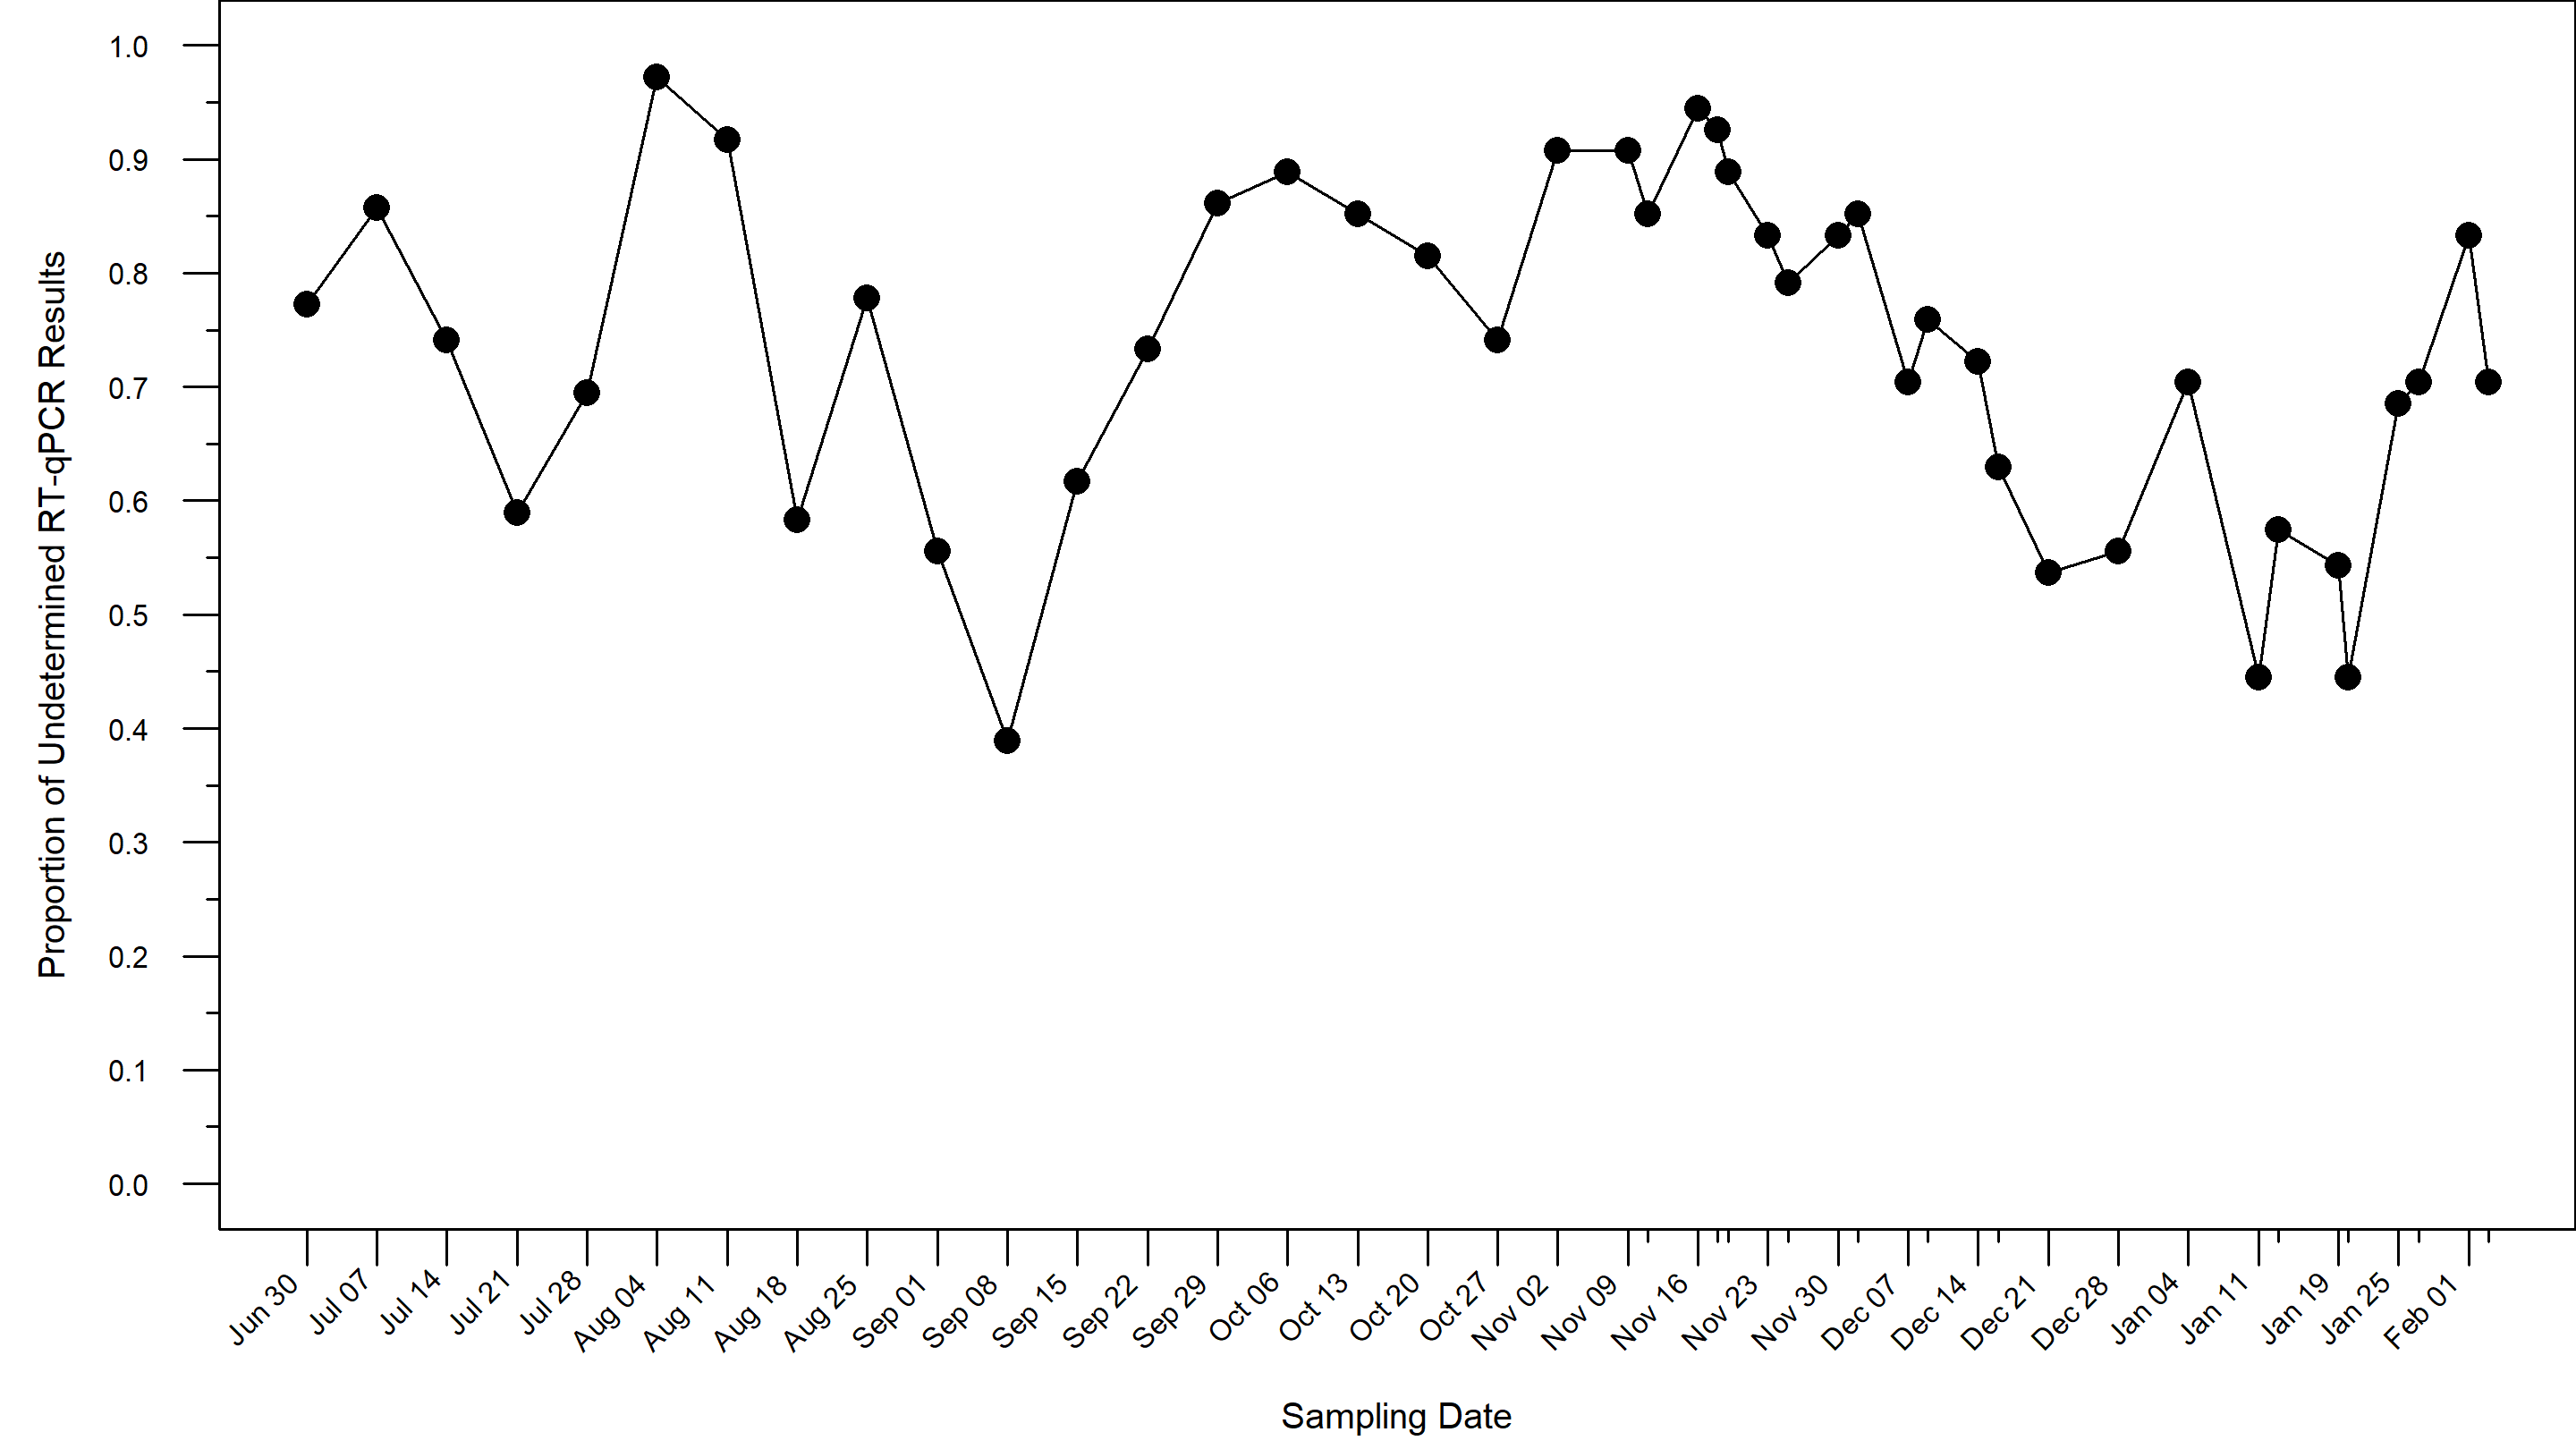 Proportion of Undetermined RT-qPCR Results
1.0
0.9
0.8
0.7
0.6
0.5
0.4
0.3
0.2
0.1
0.0
Jun 30
Jul 07
Jul 14
Jul 21
Jul 28
Aug 04
Aug 11
Aug 18
Aug 25
Sep 01
Sep 08
Sep 15
Sep 22
Sep 29
Oct 06
Oct 13
Oct 20
Oct 27
Nov 02
Nov 09
Nov 16
Nov 23
Nov 30
Dec 07
Dec 14
Dec 21
Dec 28
Jan 04
Jan 11
Jan 19
Jan 25
Feb 01
Sampling Date